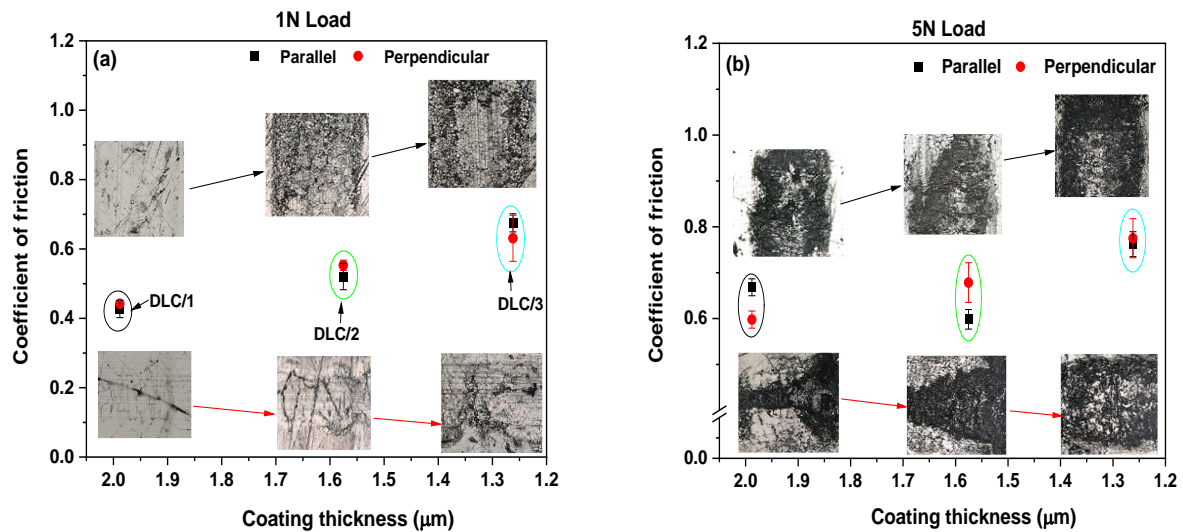 1N Load
(a)
Parallel
Perpendicular
Coefficient of friction
1.2
1.0
0.8
0.6
0.4
0.2
0.0
DLC/1
DLC/2
DLC/3
2.0 1.9 1.8 1.7 1.6 1.5 1.4 1.3 1.2
Coating thickness (μm)
5N Load
(b)
Parallel
Perpendicular
Coefficient of friction
1.2
1.0
0.8
0.6
0.0
2.0 1.9 1.8 1.7 1.6 1.5 1.4 1.3 1.2
Coating thickness (μm)